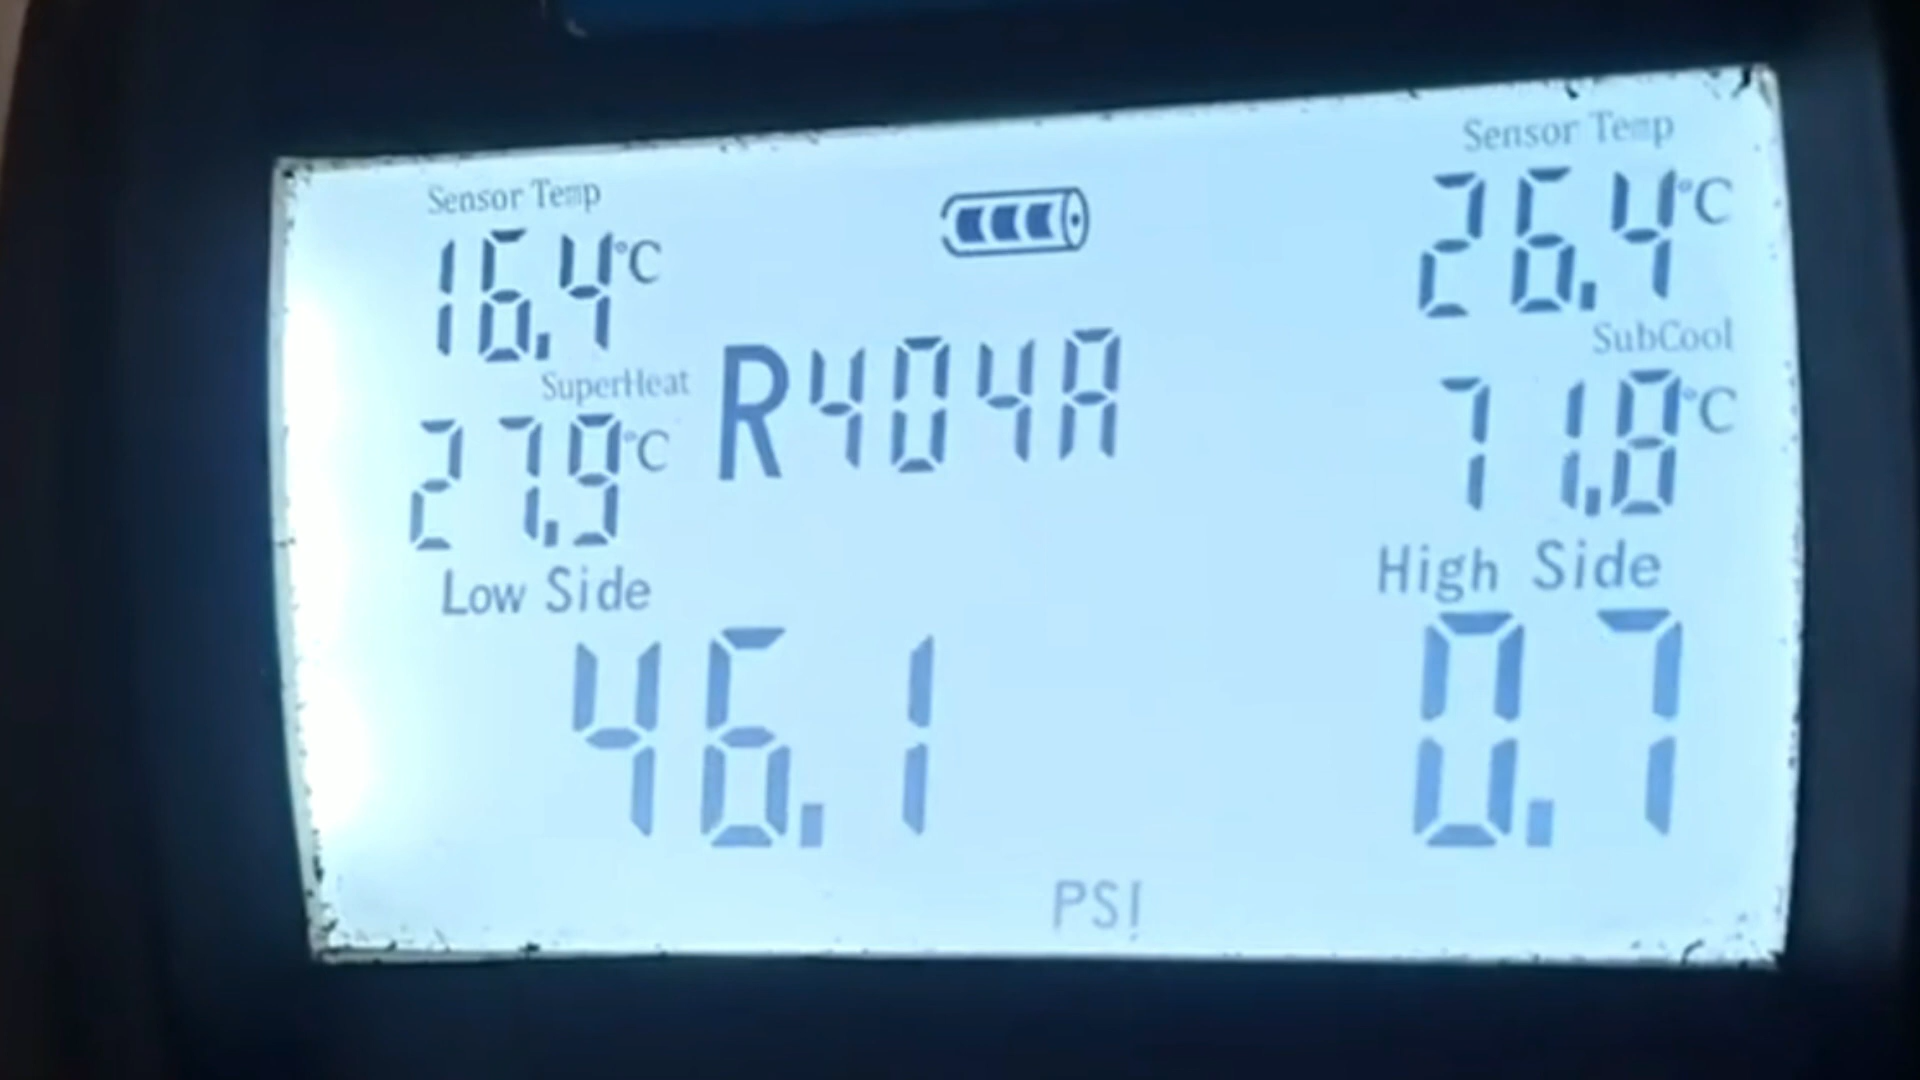 Sensor Temp
16.4°C
SuperHeat
27.9°C
Low Side
46.1
R404A
Sensor Temp
26.4°C
SubCool
71.8°C
High Side
0.7
PSI